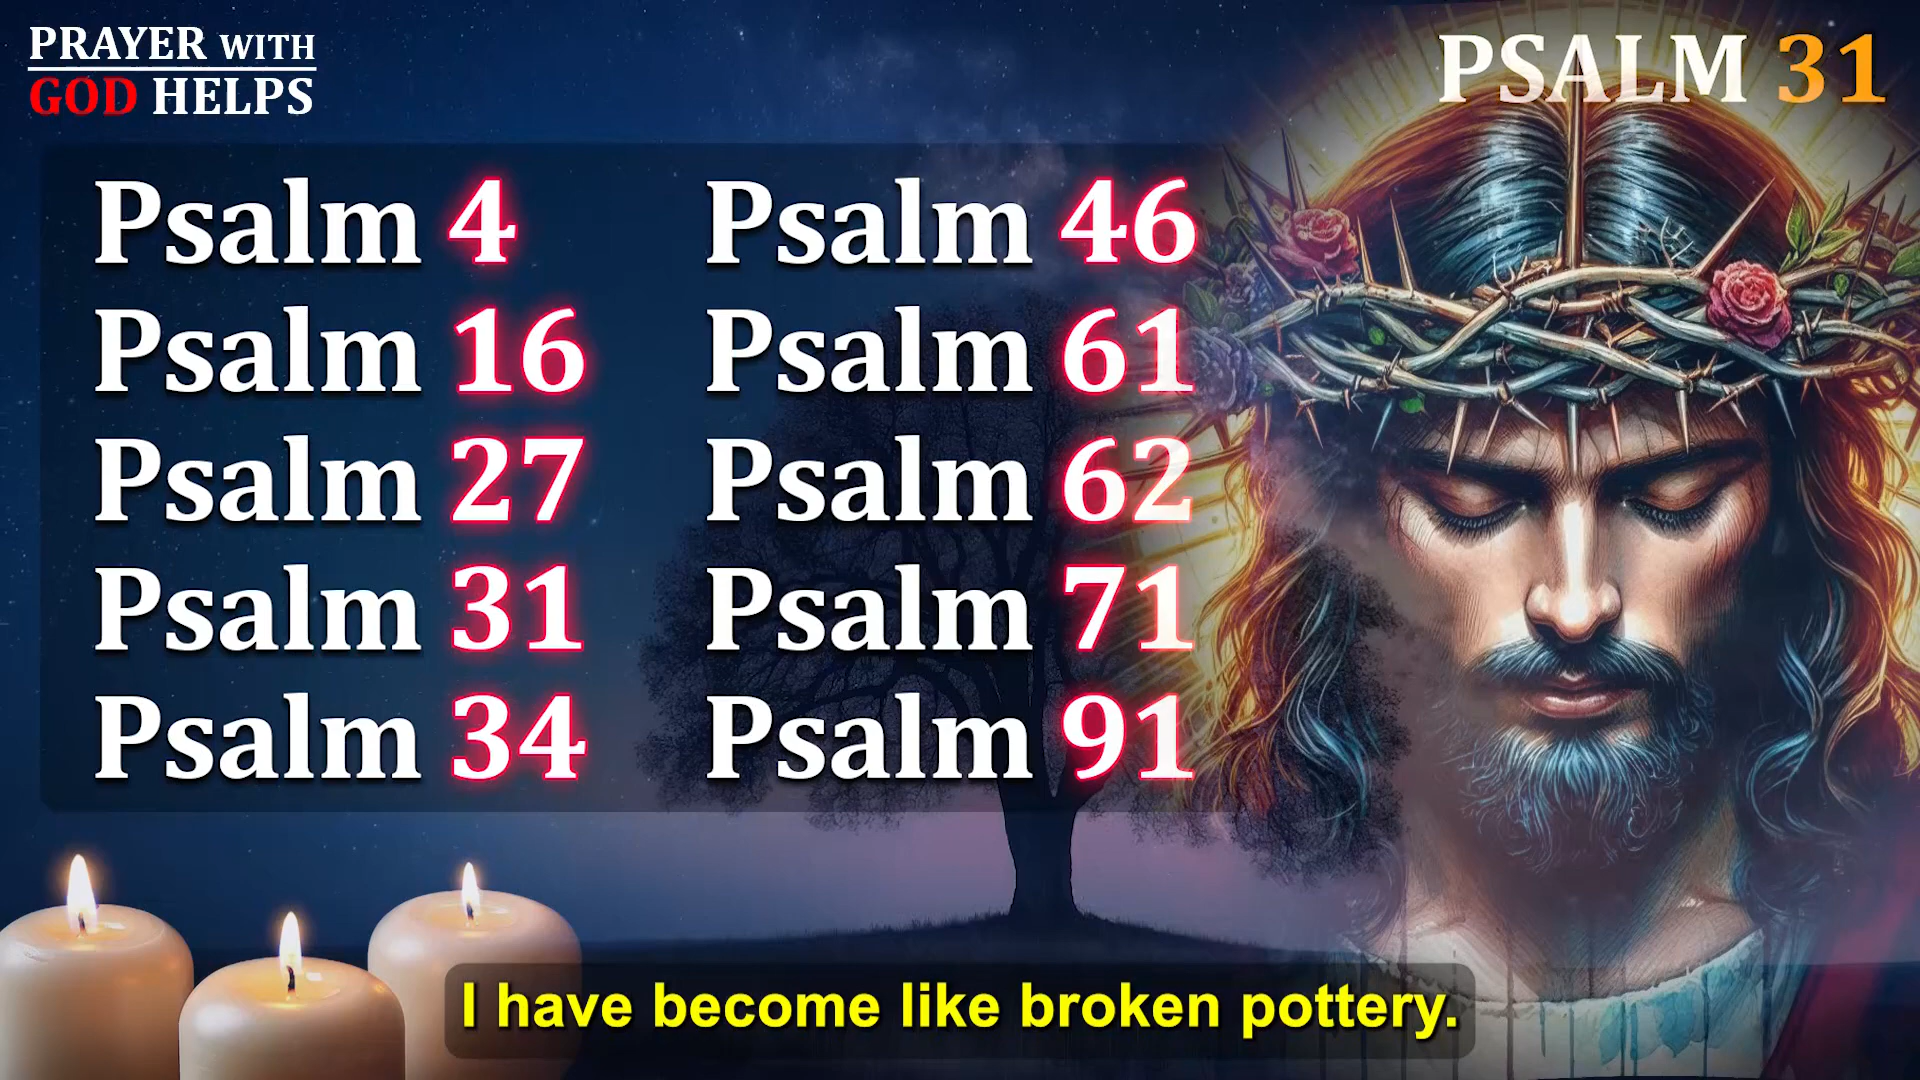 PRAYER WITH
GOD HELPS
PSALM 31
Psalm 4
Psalm 16
Psalm 27
Psalm 31
Psalm 34
Psalm 46
Psalm 61
Psalm 62
Psalm 71
Psalm 91
I have become like broken pottery.